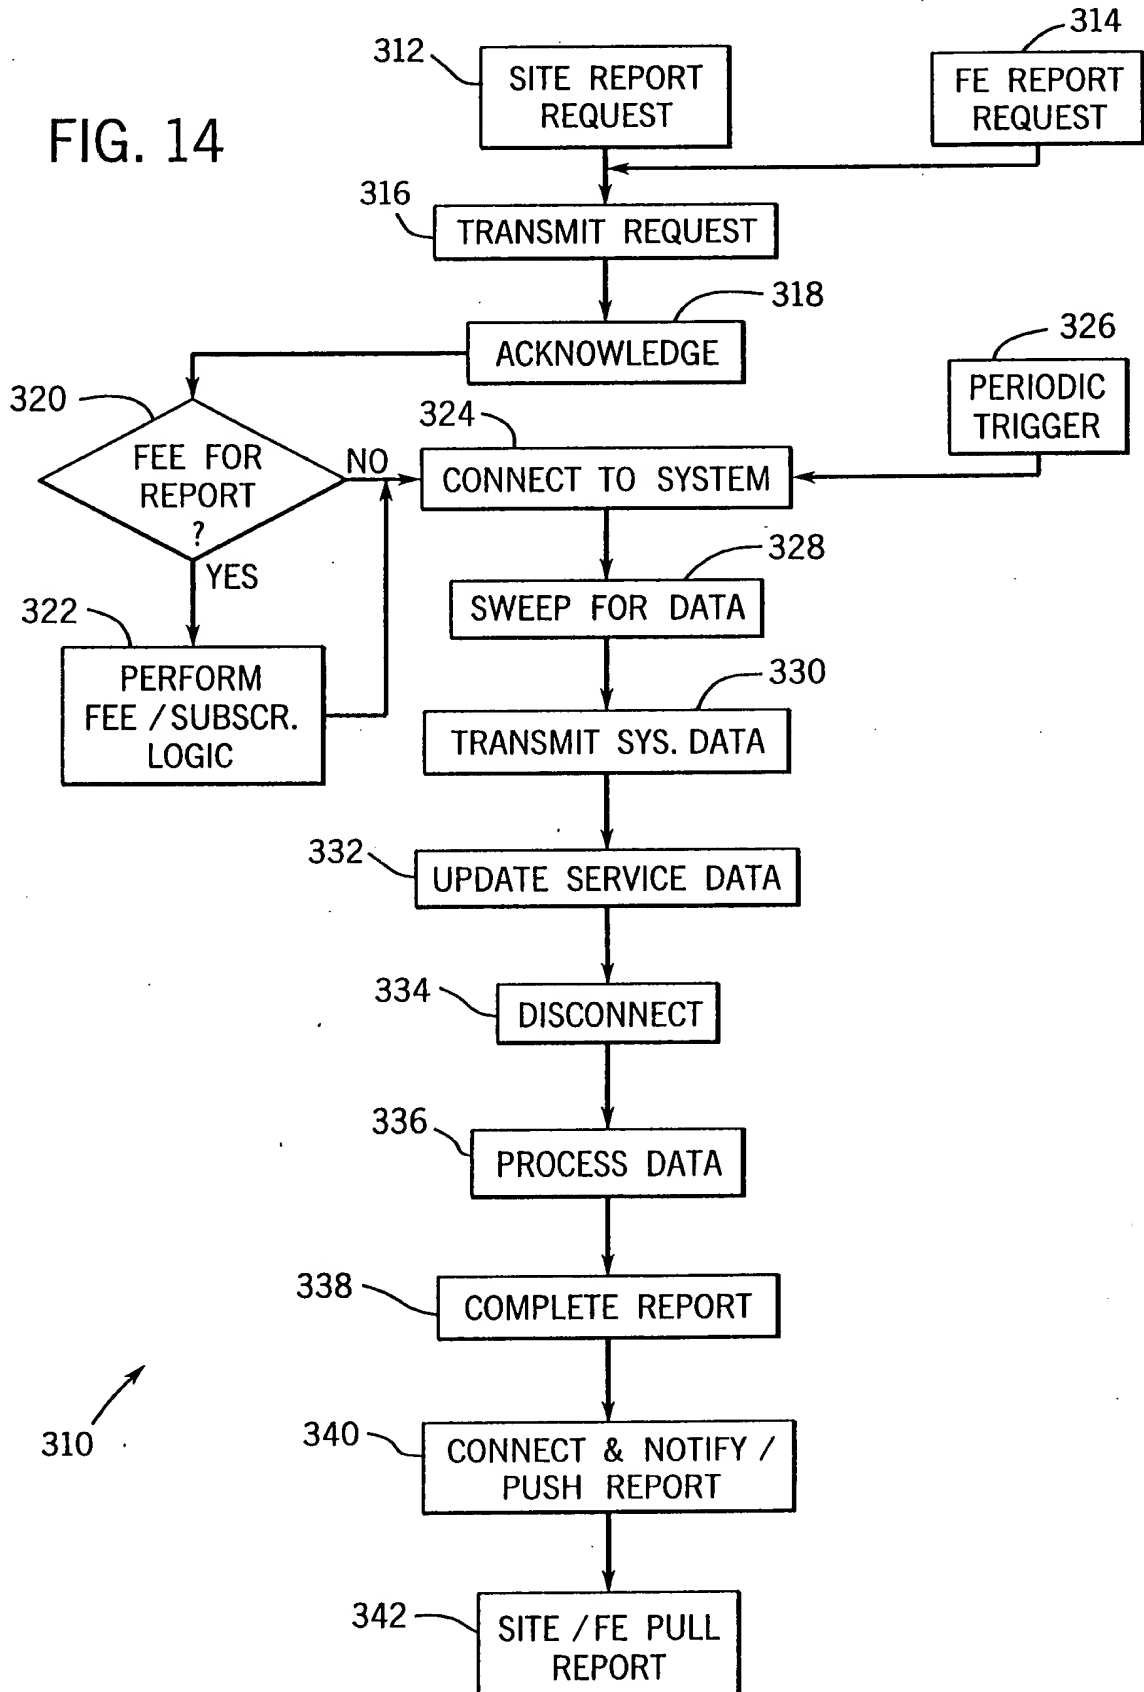 FIG. 14
312
SITE REPORT
REQUEST
314
FE REPORT
REQUEST
316
TRANSMIT REQUEST
318
ACKNOWLEDGE
320
FEE FOR
REPORT
?
NO
YES
322
PERFORM
FEE / SUBSCR.
LOGIC
324
CONNECT TO SYSTEM
326
PERIODIC
TRIGGER
328
SWEEP FOR DATA
330
TRANSMIT SYS. DATA
332
UPDATE SERVICE DATA
334
DISCONNECT
336
PROCESS DATA
338
COMPLETE REPORT
310
340
CONNECT & NOTIFY /
PUSH REPORT
342
SITE / FE PULL
REPORT